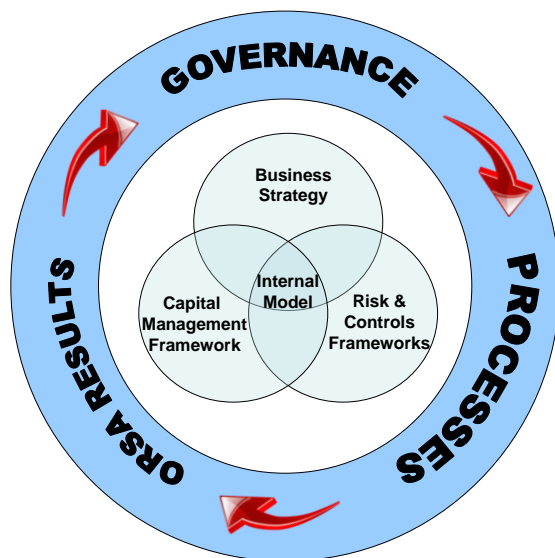 GOVERNANCE
Business
Strategy
Internal
Model
Capital
Management
Framework
Risk &
Controls
Frameworks
PROCESSES
ORSA RESULTS